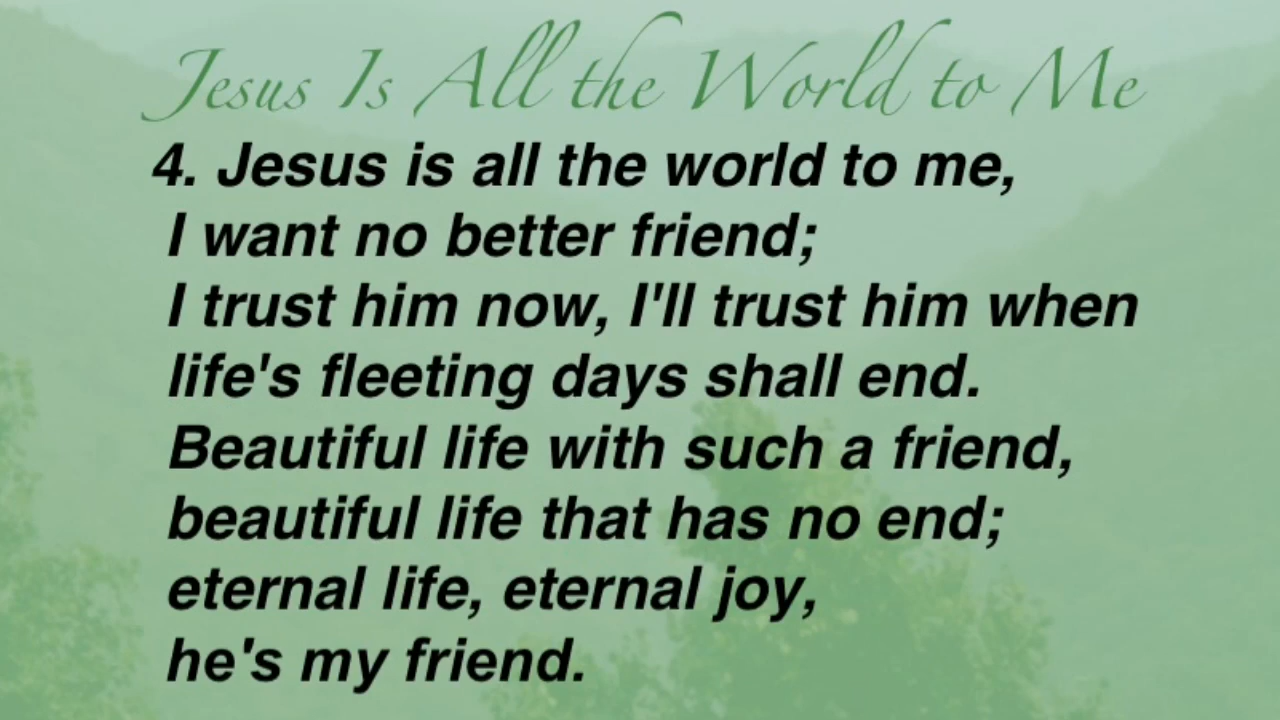 Jesus Is All the World to Me
4. Jesus is all the world to me,
I want no better friend;
I trust him now, I'll trust him when
life's fleeting days shall end.
Beautiful life with such a friend,
beautiful life that has no end;
eternal life, eternal joy,
he's my friend.